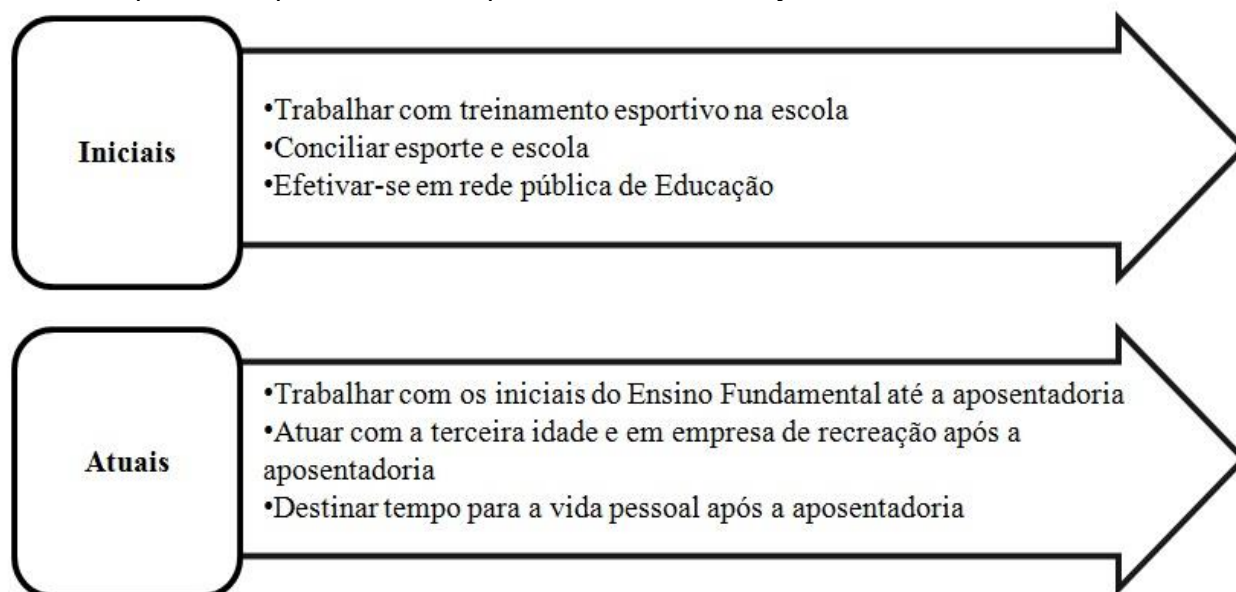 Iniciais
•Trabalhar com treinamento esportivo na escola
•Conciliar esporte e escola
•Efetivar-se em rede pública de Educação
Atuais
•Trabalhar com os iniciais do Ensino Fundamental até a aposentadoria
•Atuar com a terceira idade e em empresa de recreação após a
aposentadoria
•Destinar tempo para a vida pessoal após a aposentadoria